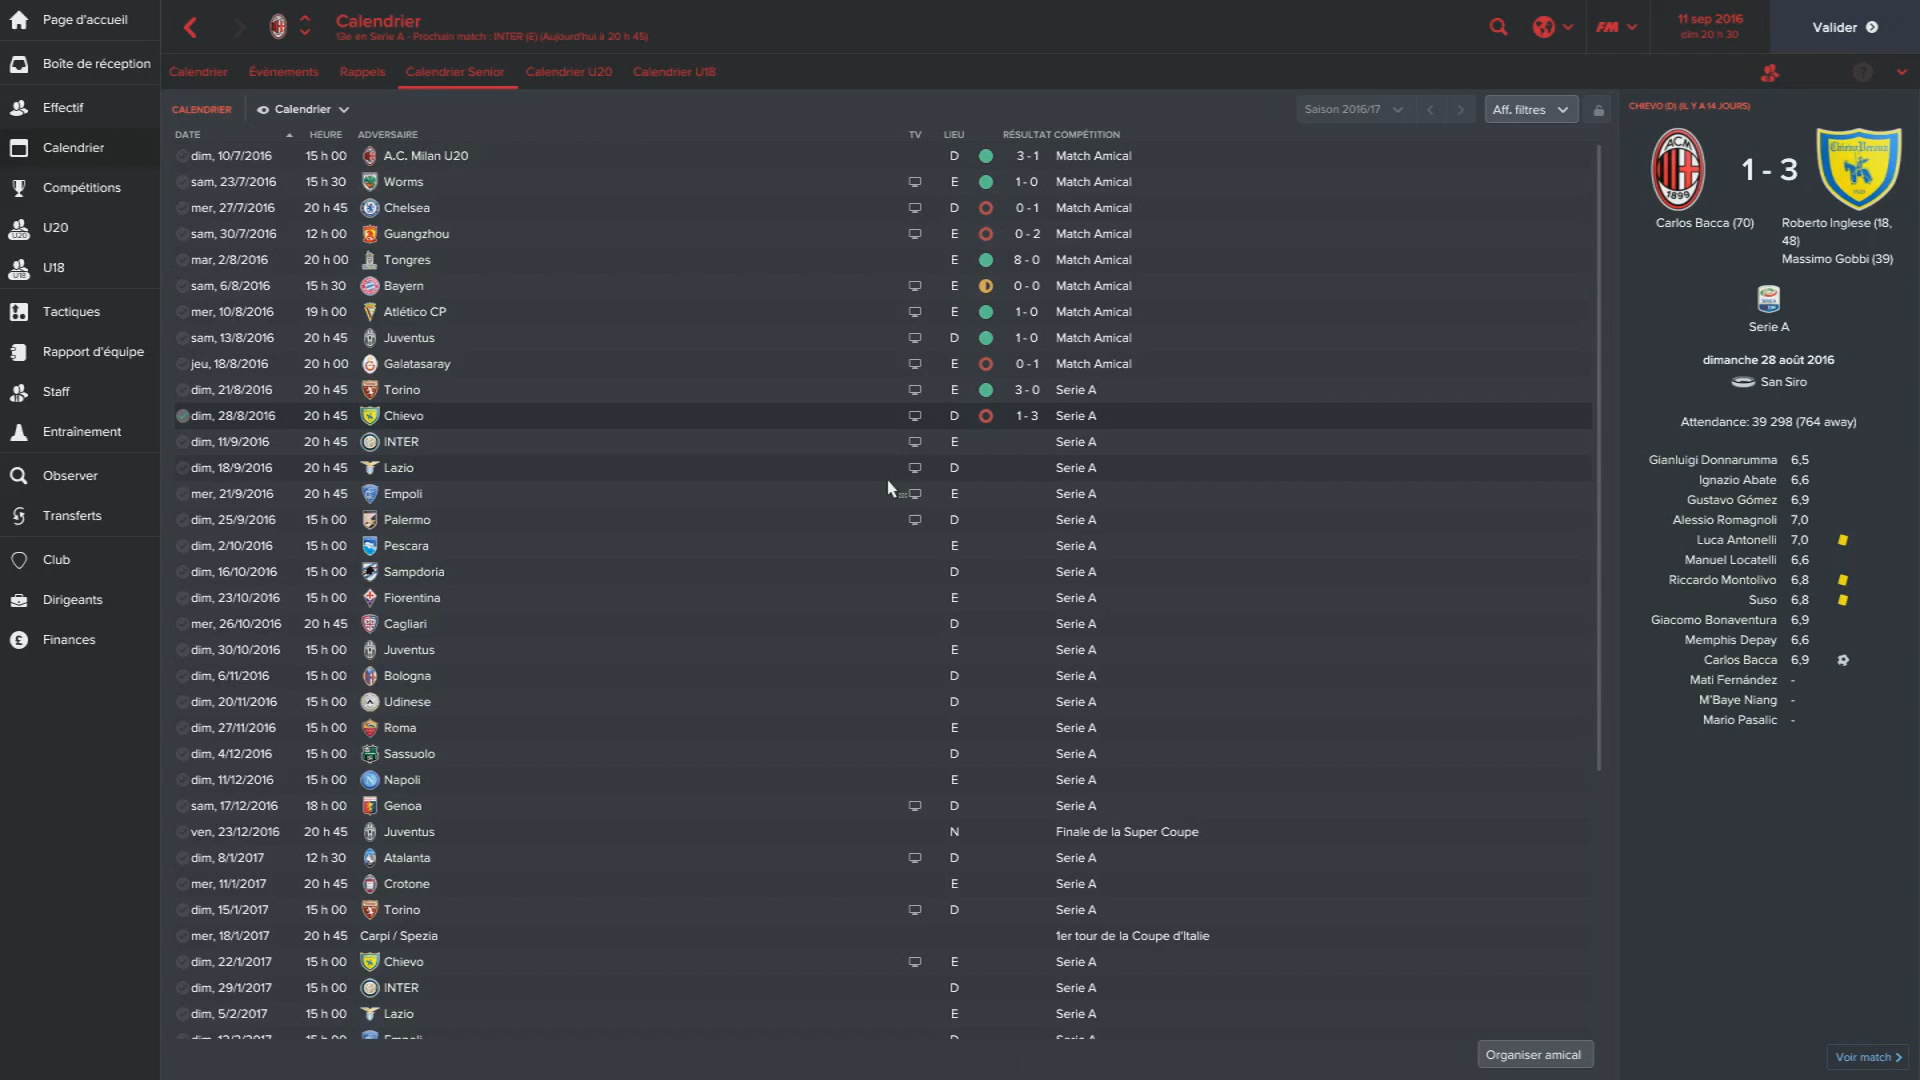 Page d'accueil
Boîte de réception
Effectif
Calendrier
Compétitions
U20
U18
Tactiques
Rapport d'équipe
Staff
Entraînement
Observer
Transferts
Club
Dirigeants
Finances
Calendrier
13e en Serie A - Prochain match : INTER (E) (Aujourd'hui à 20 h 45)
FM
11 sep 2016
dim 20 h 30
Valider
Calendrier Évènements Rappels Calendrier Senior Calendrier U20 Calendrier U18
CALENDRIER Calendrier Saison 2016/17 Aff. filtres
DATE HEURE ADVERSAIRE TV LIEU RÉSULTAT COMPÉTITION
dim, 10/7/2016 15 h 00 A.C. Milan U20 D 3 - 1 Match Amical
sam, 23/7/2016 15 h 30 Worms E 1 - 0 Match Amical
mer, 27/7/2016 20 h 45 Chelsea D 0 - 1 Match Amical
sam, 30/7/2016 12 h 00 Guangzhou E 0 - 2 Match Amical
mar, 2/8/2016 20 h 00 Tongres E 8 - 0 Match Amical
sam, 6/8/2016 15 h 30 Bayern E 0 - 0 Match Amical
mer, 10/8/2016 19 h 00 Atlético CP E 1 - 0 Match Amical
sam, 13/8/2016 20 h 45 Juventus D 1 - 0 Match Amical
jeu, 18/8/2016 20 h 00 Galatasaray E 0 - 1 Match Amical
dim, 21/8/2016 20 h 45 Torino E 3 - 0 Serie A
dim, 28/8/2016 20 h 45 Chievo D 1 - 3 Serie A
dim, 11/9/2016 20 h 45 INTER E Serie A
dim, 18/9/2016 20 h 45 Lazio D Serie A
mer, 21/9/2016 20 h 45 Empoli E Serie A
dim, 25/9/2016 15 h 00 Palermo D Serie A
dim, 2/10/2016 15 h 00 Pescara E Serie A
dim, 16/10/2016 15 h 00 Sampdoria D Serie A
dim, 23/10/2016 15 h 00 Fiorentina E Serie A
mer, 26/10/2016 20 h 45 Cagliari D Serie A
dim, 30/10/2016 15 h 00 Juventus E Serie A
dim, 6/11/2016 15 h 00 Bologna D Serie A
dim, 20/11/2016 15 h 00 Udinese D Serie A
dim, 27/11/2016 15 h 00 Roma E Serie A
dim, 4/12/2016 15 h 00 Sassuolo D Serie A
dim, 11/12/2016 15 h 00 Napoli E Serie A
sam, 17/12/2016 18 h 00 Genoa D Serie A
ven, 23/12/2016 20 h 45 Juventus N Finale de la Super Coupe
dim, 8/1/2017 12 h 30 Atalanta D Serie A
mer, 11/1/2017 20 h 45 Crotone E Serie A
dim, 15/1/2017 15 h 00 Torino D Serie A
mer, 18/1/2017 20 h 45 Carpi / Spezia 1er tour de la Coupe d'Italie
dim, 22/1/2017 15 h 00 Chievo E Serie A
dim, 29/1/2017 15 h 00 INTER D Serie A
dim, 5/2/2017 15 h 00 Lazio E Serie A
Organiser amical
CHIEVO (D) (IL Y A 14 JOURS)
ACM
1899
1 - 3
Carlos Bacca (70)
Roberto Inglese (18,
48)
Massimo Gobbi (39)
Serie A
dimanche 28 août 2016
San Siro
Attendance: 39 298 (764 away)
Gianluigi Donnarumma 6,5
Ignazio Abate 6,6
Gustavo Gómez 6,9
Alessio Romagnoli 7,0
Luca Antonelli 7,0
Manuel Locatelli 6,6
Riccardo Montolivo 6,8
Suso 6,8
Giacomo Bonaventura 6,9
Memphis Depay 6,6
Carlos Bacca 6,9
Mati Fernández -
M'Baye Niang -
Mario Pasalic -
Voir match